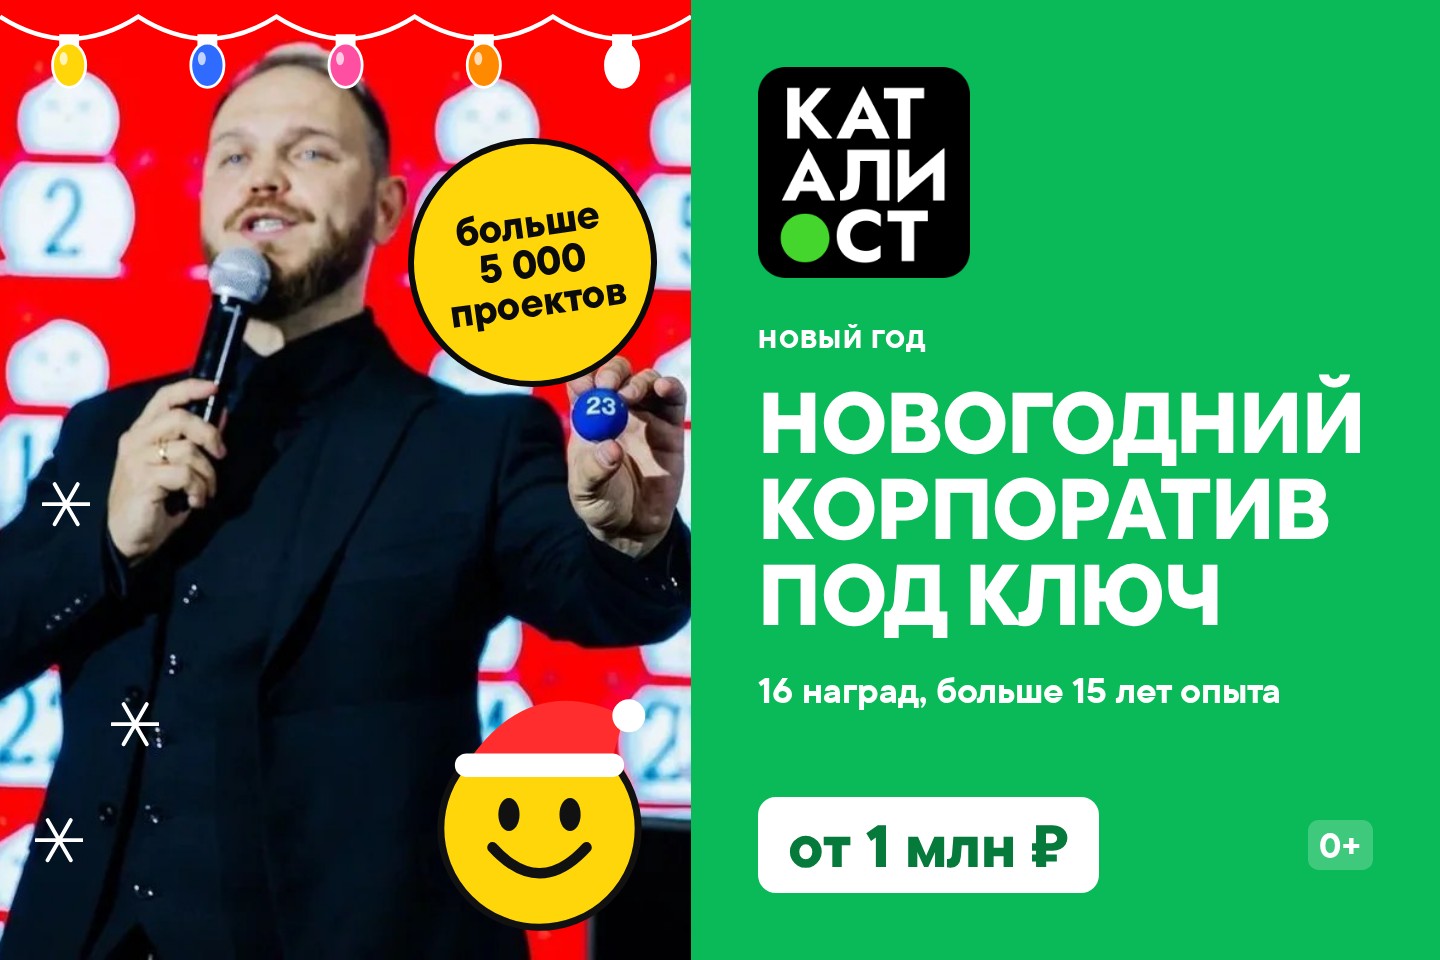 больше
5 000
проектов
23
2
КАТ
АЛИ
СТ
НОВЫЙ ГОД
НОВОГОДНИЙ
КОРПОРАТИВ
ПОД КЛЮЧ
16 наград, больше 15 лет опыта
от 1 млн ₽
0+